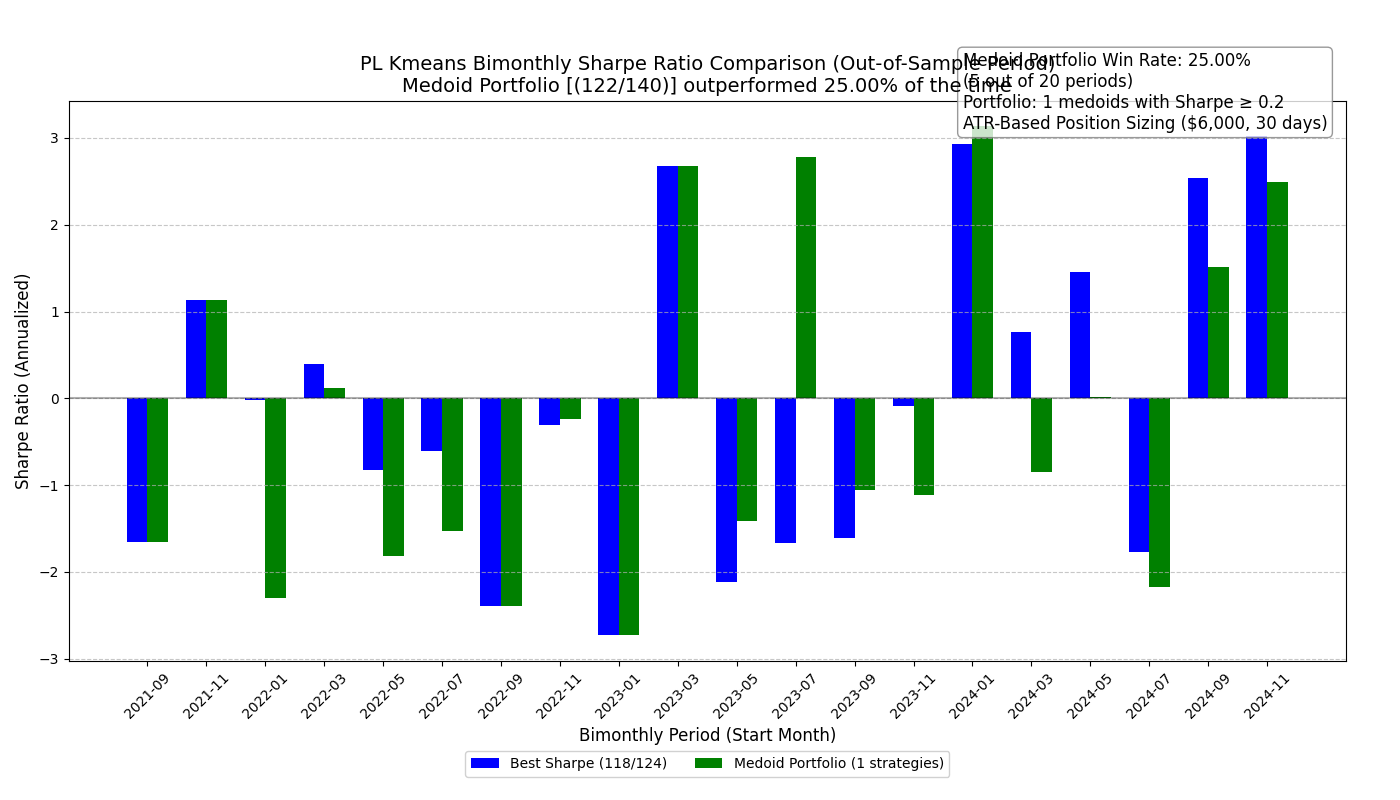 PL Kmeans Bimonthly Sharpe Ratio Comparison (Out-of-Sample Period)
Medoid Portfolio [(122/140)] outperformed 25.00% of the time
Medoid Portfolio Win Rate: 25.00%
(5 out of 20 periods)
Portfolio: 1 medoids with Sharpe ≥ 0.2
ATR-Based Position Sizing ($6,000, 30 days)
Sharpe Ratio (Annualized)
3
2
1
0
−1
−2
−3
2021-09
2021-11
2022-01
2022-03
2022-05
2022-07
2022-09
2022-11
2023-01
2023-03
2023-05
2023-07
2023-09
2023-11
2024-01
2024-03
2024-05
2024-07
2024-09
2024-11
Bimonthly Period (Start Month)
Best Sharpe (118/124)
Medoid Portfolio (1 strategies)